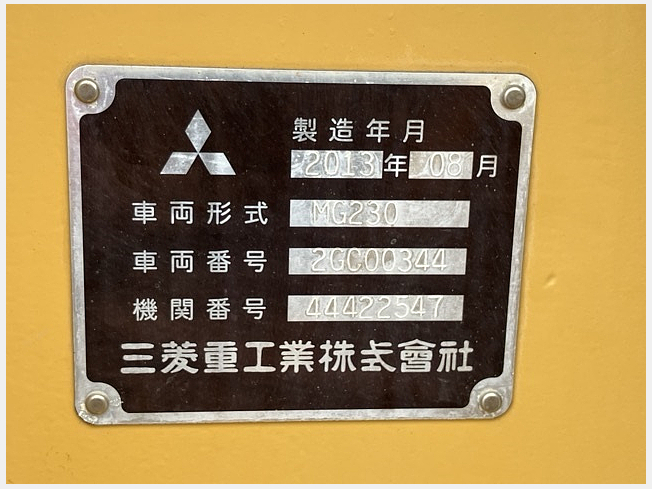 製造年月
2013年08月
車両形式 MG230
車両番号 2GC00344
機関番号 44422547
三菱重工業株式會社